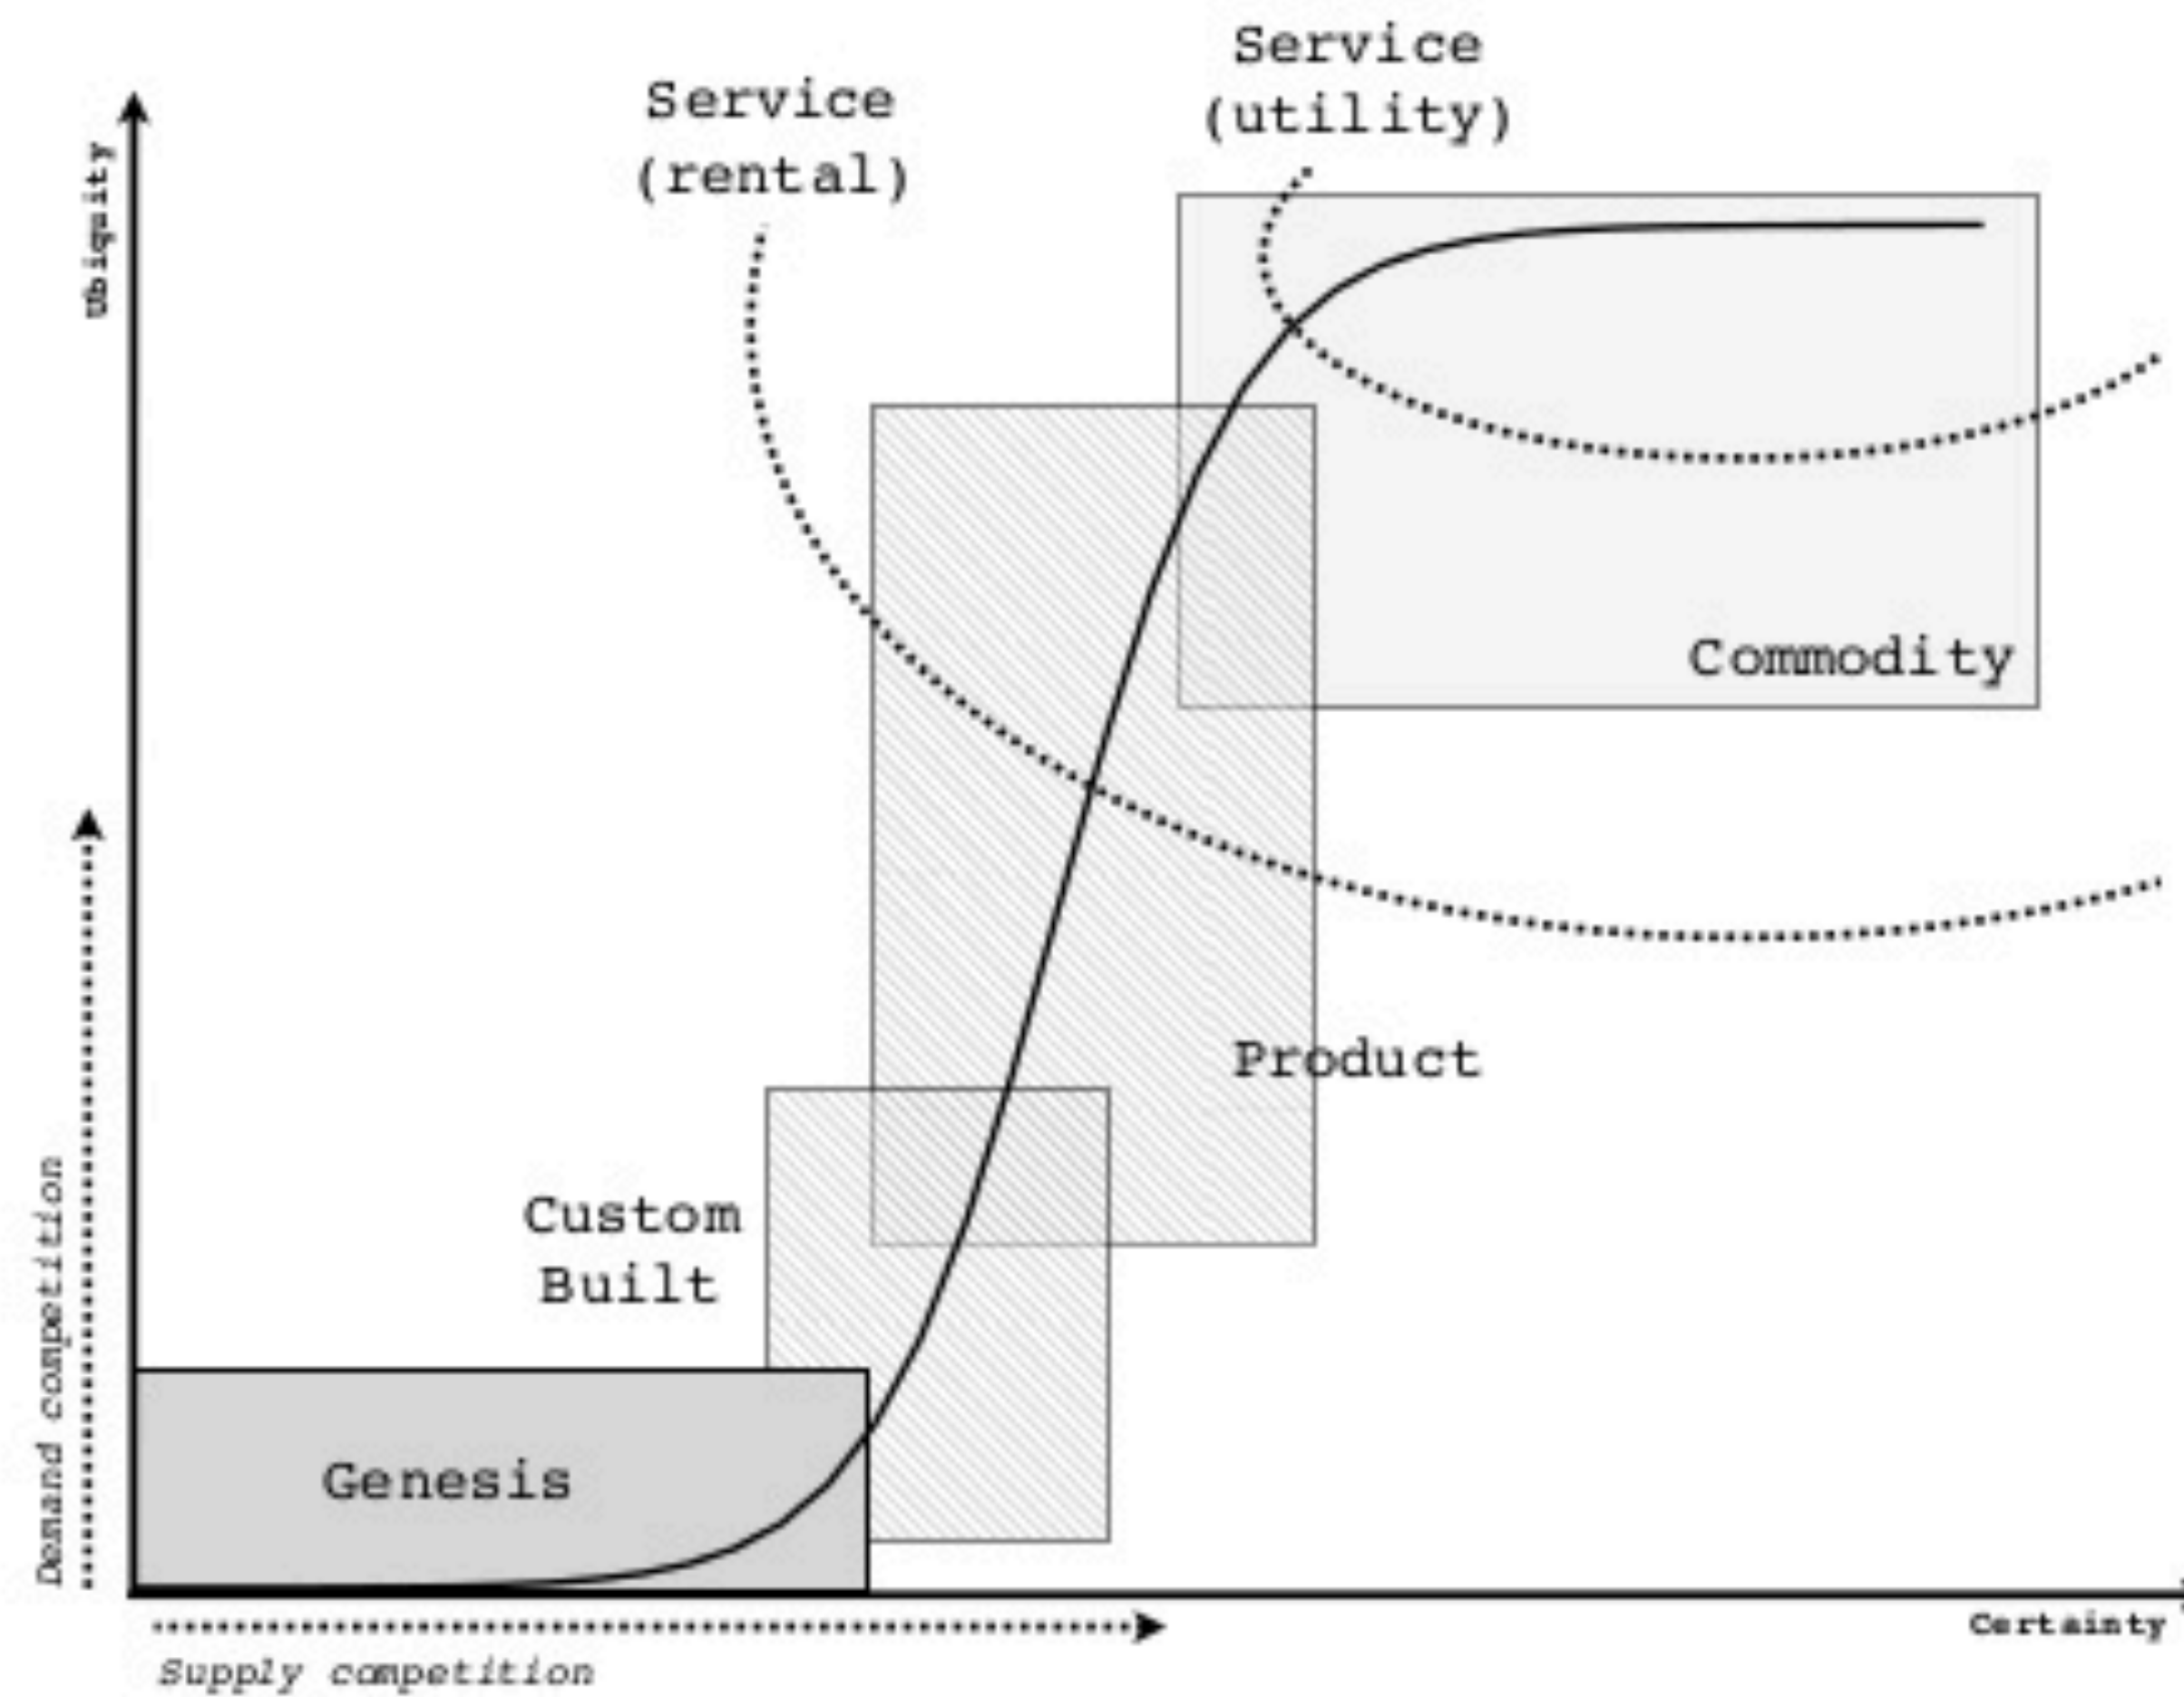 Service
(utility)
Service
(rental)
Ubiquity
Commodity
Product
Custom
Built
Demand competition
Genesis
Certainty
Supply competition